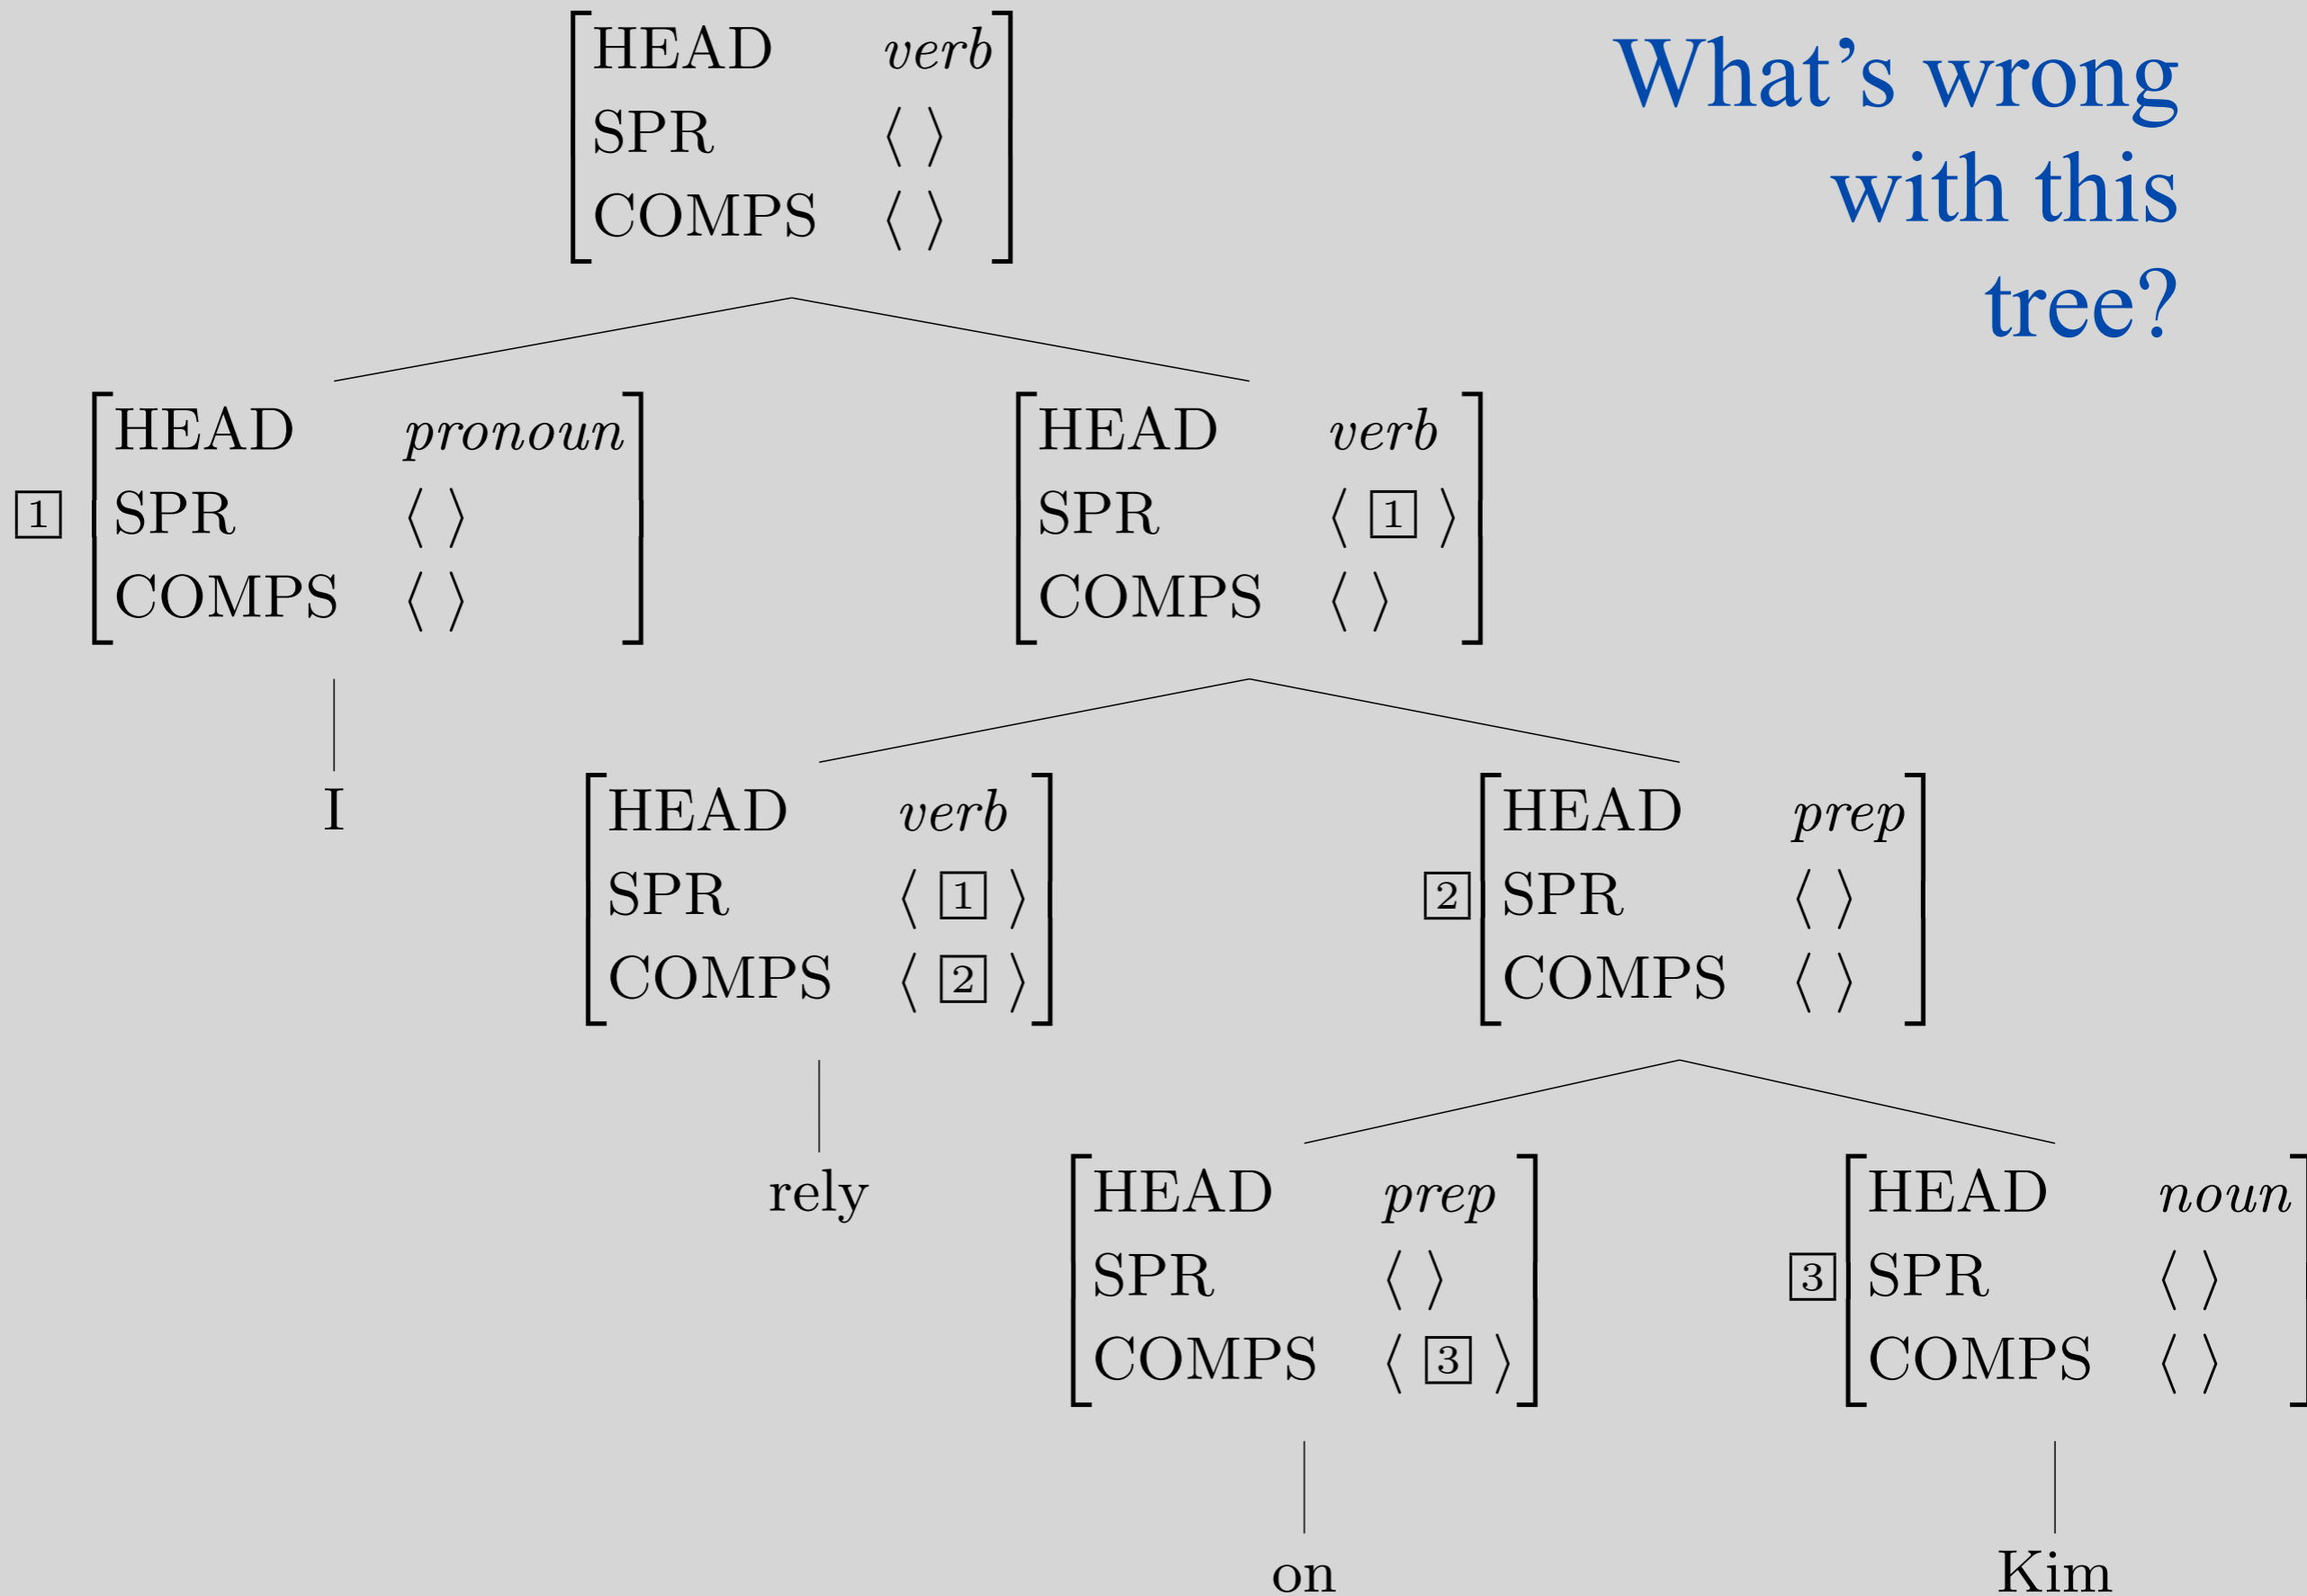 What's wrong
with this
tree?
HEAD verb
SPR ⟨ ⟩
COMPS ⟨ ⟩
1
HEAD pronoun
SPR ⟨ ⟩
COMPS ⟨ ⟩
HEAD verb
SPR ⟨ 1 ⟩
COMPS ⟨ ⟩
I
HEAD verb
SPR ⟨ 1 ⟩
COMPS ⟨ 2 ⟩
2
HEAD prep
SPR ⟨ ⟩
COMPS ⟨ ⟩
rely
HEAD prep
SPR ⟨ ⟩
COMPS ⟨ 3 ⟩
3
HEAD noun
SPR ⟨ ⟩
COMPS ⟨ ⟩
on
Kim